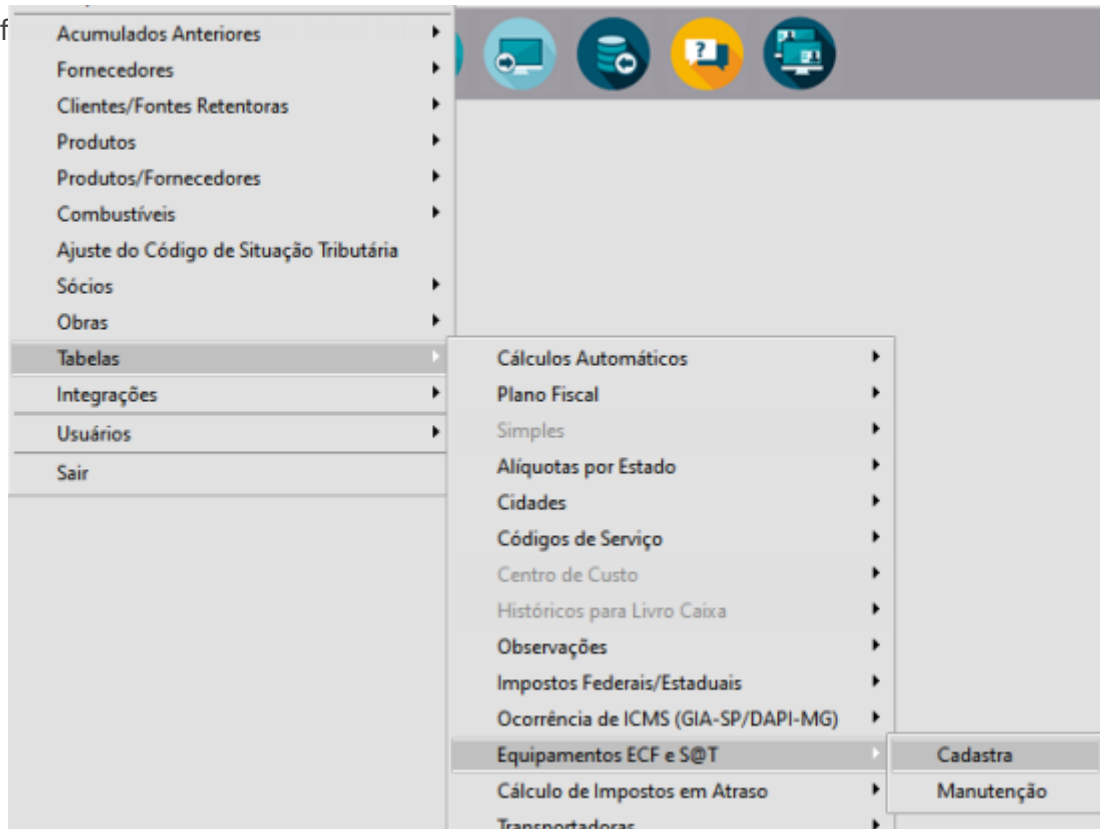 f
Acumulados Anteriores
Fornecedores
Clientes/Fontes Retentoras
Produtos
Produtos/Fornecedores
Combustíveis
Ajuste do Código de Situação Tributária
Sócios
Obras
Tabelas
Integrações
Usuários
Sair
Cálculos Automáticos
Plano Fiscal
Simples
Alíquotas por Estado
Cidades
Códigos de Serviço
Centro de Custo
Históricos para Livro Caixa
Observações
Impostos Federais/Estaduais
Ocorrência de ICMS (GIA-SP/DAPI-MG)
Equipamentos ECF e S@T
Cálculo de Impostos em Atraso
Transportadoras
Cadastra
Manutenção